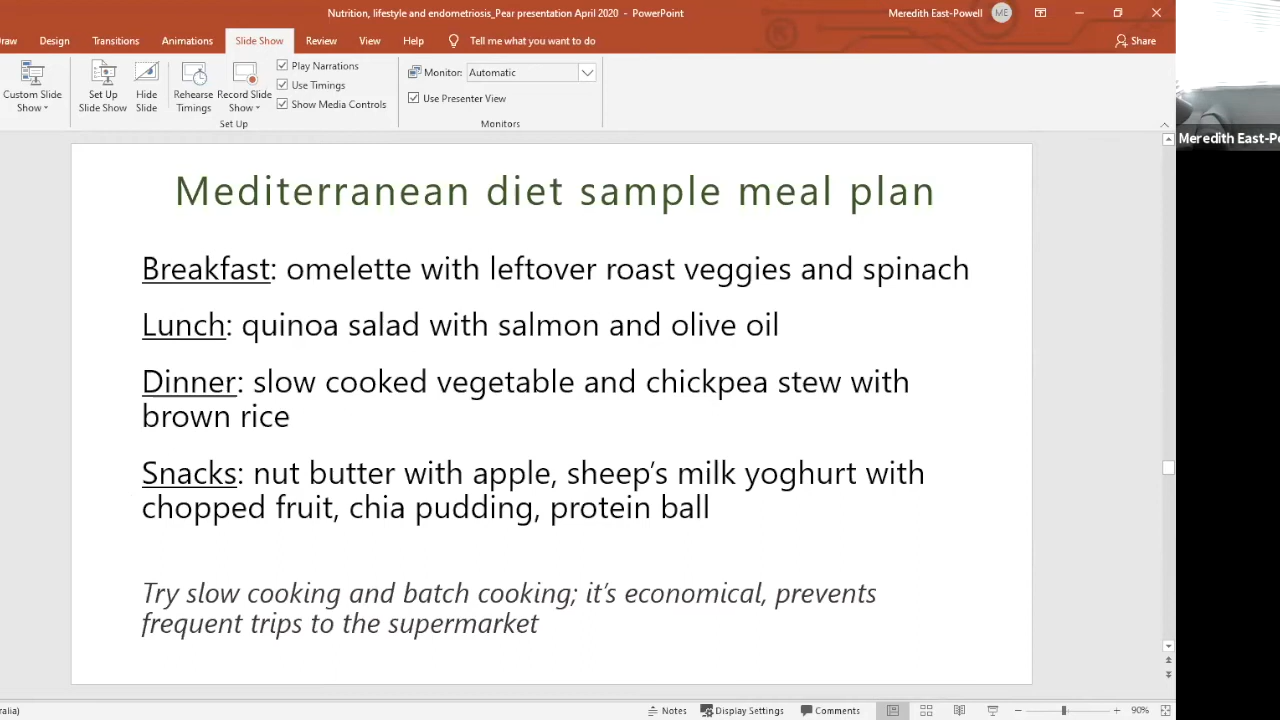 Nutrition, lifestyle and endometriosis_Pear presentation April 2020 - PowerPoint
Meredith East-Powell ME
raw Design Transitions Animations Slide Show Review View Help Tell me what you want to do Share
Custom Slide Show
Set Up Slide Show
Hide Slide
Rehearse Timings
Record Slide Show
Play Narrations
Use Timings
Show Media Controls
Set Up
Monitor: Automatic
Use Presenter View
Monitors
Meredith East-Po
Mediterranean diet sample meal plan
Breakfast: omelette with leftover roast veggies and spinach
Lunch: quinoa salad with salmon and olive oil
Dinner: slow cooked vegetable and chickpea stew with
brown rice
Snacks: nut butter with apple, sheep's milk yoghurt with
chopped fruit, chia pudding, protein ball
Try slow cooking and batch cooking; it's economical, prevents
frequent trips to the supermarket
ralia) Notes Display Settings Comments 90%